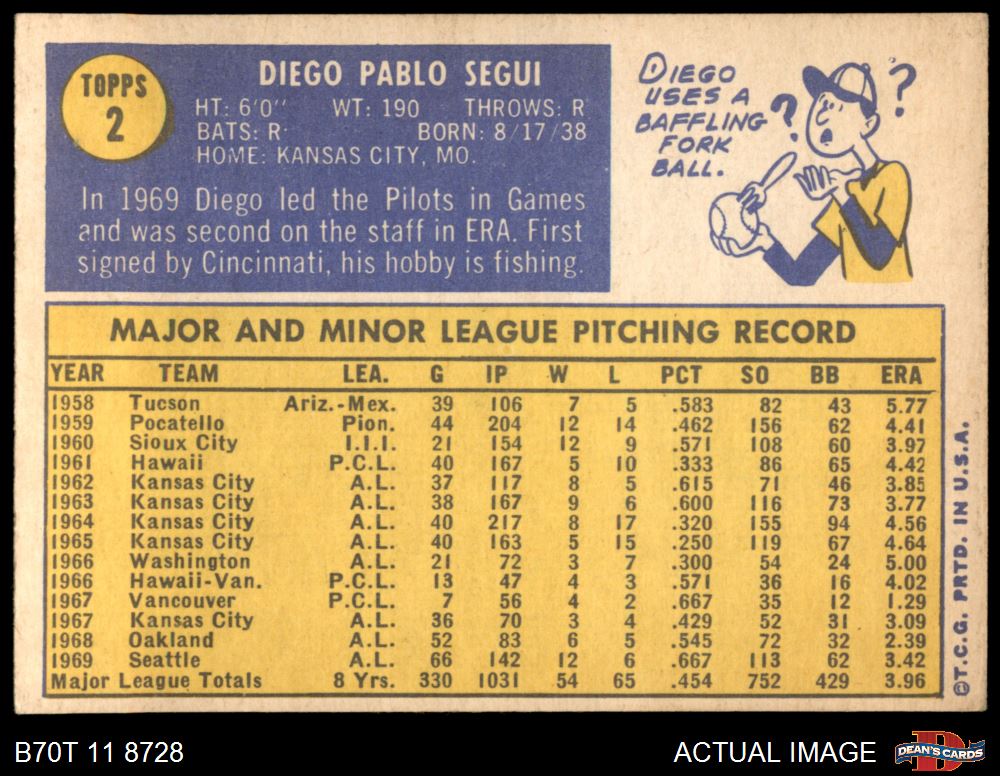 TOPPS
2
DIEGO PABLO SEGUI
HT: 6'0" WT: 190 THROWS: R
BATS: R BORN: 8/17/38
HOME: KANSAS CITY, MO.
In 1969 Diego led the Pilots in Games
and was second on the staff in ERA. First
signed by Cincinnati, his hobby is fishing.
DIEGO
USES A
BAFFLING
FORK
BALL.
? ?
MAJOR AND MINOR LEAGUE PITCHING RECORD
YEAR TEAM LEA. G IP W L PCT SO BB ERA
1958 Tucson Ariz.-Mex. 39 106 7 5 .583 82 43 5.77
1959 Pocatello Pion. 44 204 12 14 .462 156 62 4.41
1960 Sioux City I.I.I. 21 154 12 9 .571 108 60 3.97
1961 Hawaii P.C.L. 40 167 5 10 .333 86 65 4.42
1962 Kansas City A.L. 37 117 8 5 .615 71 46 3.85
1963 Kansas City A.L. 38 167 9 6 .600 116 73 3.77
1964 Kansas City A.L. 40 217 8 17 .320 155 94 4.56
1965 Kansas City A.L. 40 163 5 15 .250 119 67 4.64
1966 Washington A.L. 21 72 3 7 .300 54 24 5.00
1966 Hawaii-Van. P.C.L. 13 47 4 3 .571 36 16 4.02
1967 Vancouver P.C.L. 7 56 4 2 .667 35 12 1.29
1967 Kansas City A.L. 36 70 3 4 .429 52 31 3.09
1968 Oakland A.L. 52 83 6 5 .545 72 32 2.39
1969 Seattle A.L. 66 142 12 6 .667 113 62 3.42
Major League Totals 8 Yrs. 330 1031 54 65 .454 752 429 3.96
©T.C.G. PRTD. IN U.S.A.
B70T 11 8728
ACTUAL IMAGE
DEAN'S CARDS